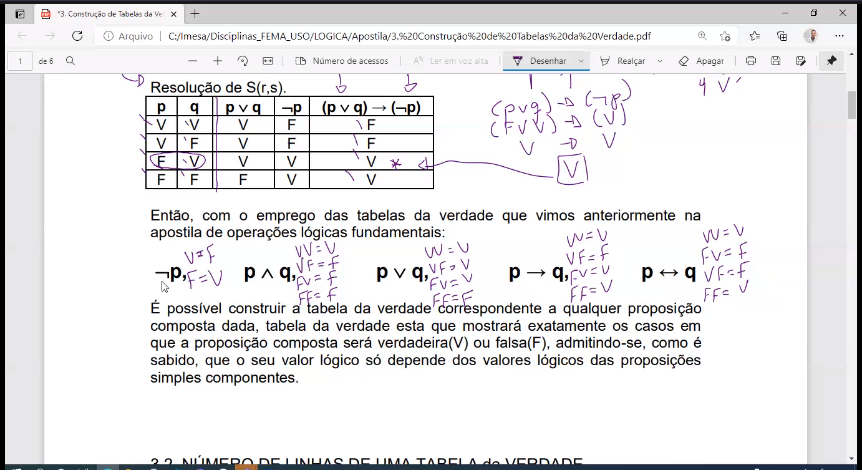 *3. Construção de Tabelas da Ve
Arquivo C:/Imesa/Disciplinas_FEMA_USO/LOGICA/Apostila/3.%20Construção%20de%20Tabelas%20da%20Verdade.pdf
1 de 6 Número de acessos Ler em voz alta Desenhar Realçar Apagar
Resolução de S(r,s).
p q p ∨ q ¬p (p ∨ q) → (¬p)
V V V F F
V F V F F
F V V V V *
F F F V V
(p∨q) → (¬p)
(F∨V) → (V)
V → V
V
Então, com o emprego das tabelas da verdade que vimos anteriormente na
apostila de operações lógicas fundamentais:
¬p, p ∧ q, p ∨ q, p → q, p ↔ q
V=F
F=V
VV=V
VF=F
FV=F
FF=F
VV=V
VF=V
FV=V
FF=F
VV=V
VF=F
FV=V
FF=V
VV=V
FV=F
VF=F
FF=V
É possível construir a tabela da verdade correspondente a qualquer proposição
composta dada, tabela da verdade esta que mostrará exatamente os casos em
que a proposição composta será verdadeira(V) ou falsa(F), admitindo-se, como é
sabido, que o seu valor lógico só depende dos valores lógicos das proposições
simples componentes.
3.2. NÚMERO DE LINHAS DE UMA TABELA da VERDADE